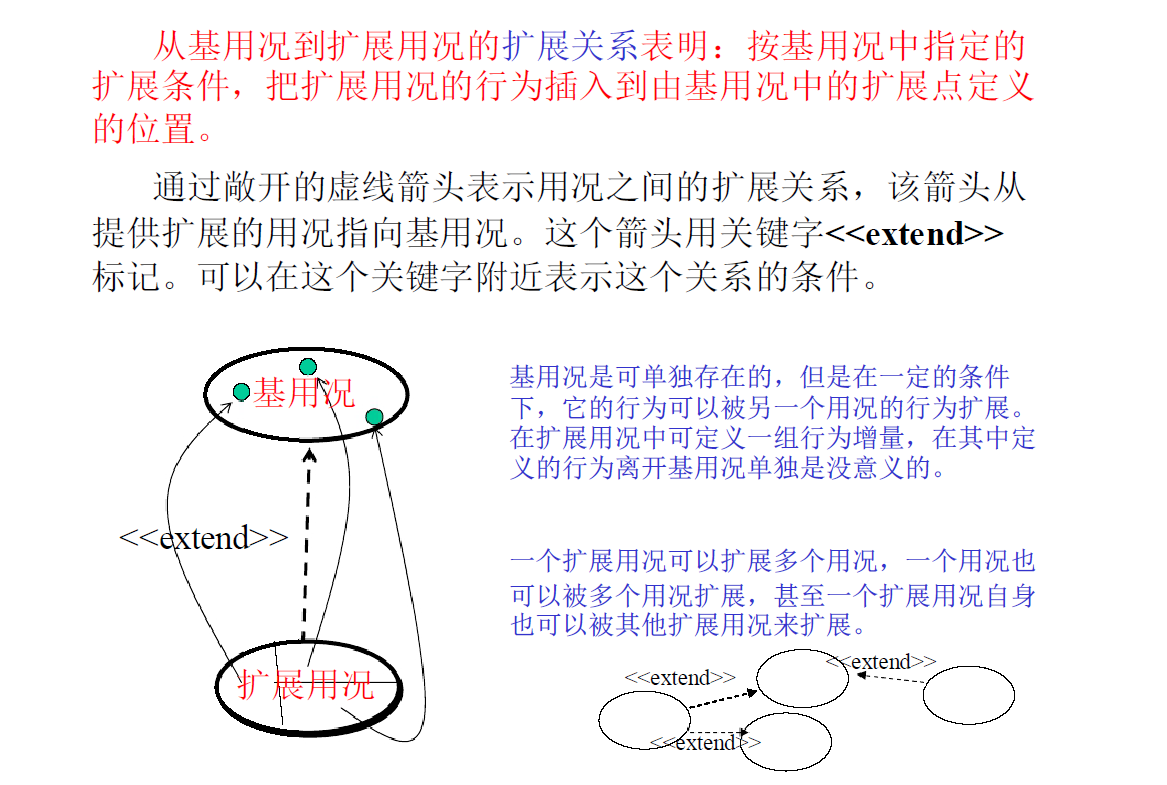 从基用况到扩展用况的扩展关系表明：按基用况中指定的
扩展条件，把扩展用况的行为插入到由基用况中的扩展点定义
的位置。
通过敞开的虚线箭头表示用况之间的扩展关系，该箭头从
提供扩展的用况指向基用况。这个箭头用关键字<<extend>>
标记。可以在这个关键字附近表示这个关系的条件。
基用况
<<extend>>
扩展用况
基用况是可单独存在的，但是在一定的条件
下，它的行为可以被另一个用况的行为扩展。
在扩展用况中可定义一组行为增量，在其中定
义的行为离开基用况单独是没意义的。
一个扩展用况可以扩展多个用况，一个用况也
可以被多个用况扩展，甚至一个扩展用况自身
也可以被其他扩展用况来扩展。
<<extend>>
<<extend>>
<<extend>>